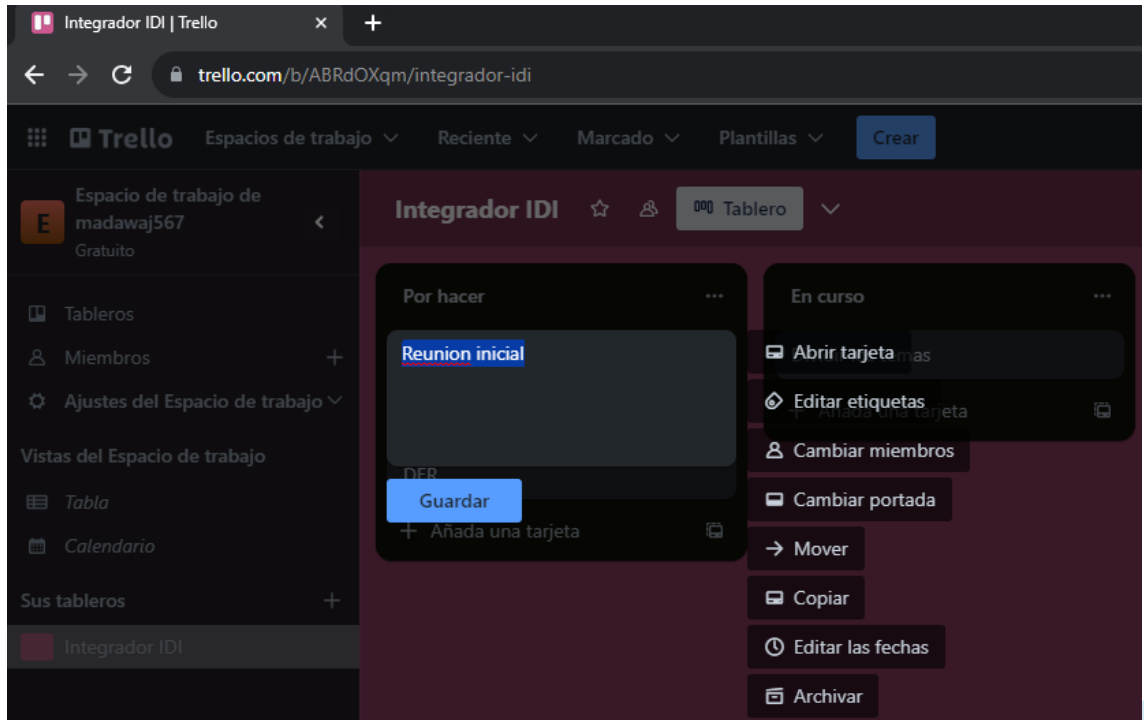 Integrador IDI | Trello
trello.com/b/ABRdOXqm/integrador-idi
Trello Espacios de trabajo Reciente Marcado Plantillas Crear
E
Espacio de trabajo de
madawaj567
Gratuito
Integrador IDI Tablero
Tableros
Miembros
Ajustes del Espacio de trabajo
Vistas del Espacio de trabajo
Tabla
Calendario
Sus tableros
Integrador IDI
Por hacer
Reunion inicial
DER
Guardar
Añada una tarjeta
En curso
mas
Añada una tarjeta
Abrir tarjeta
Editar etiquetas
Cambiar miembros
Cambiar portada
Mover
Copiar
Editar las fechas
Archivar